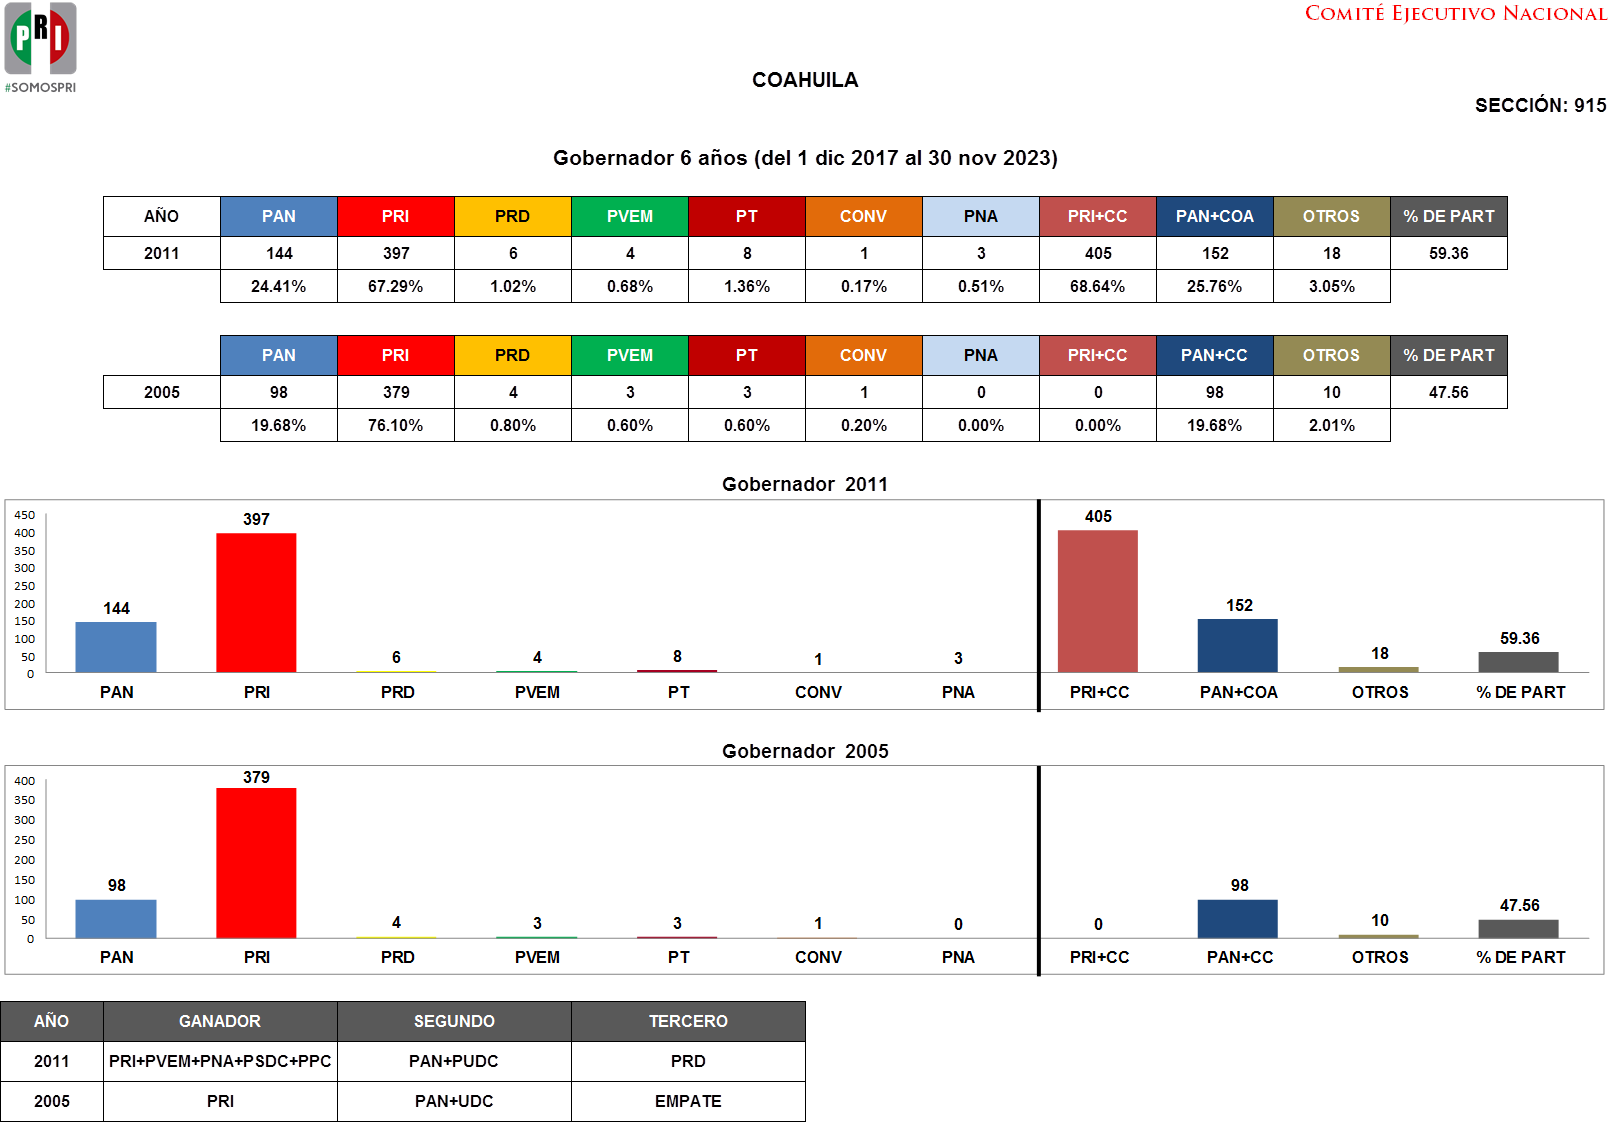 PRI
#SOMOSPRI
COMITÉ EJECUTIVO NACIONAL
COAHUILA
SECCIÓN: 915
Gobernador 6 años (del 1 dic 2017 al 30 nov 2023)
AÑO PAN PRI PRD PVEM PT CONV PNA PRI+CC PAN+COA OTROS % DE PART
2011 144 397 6 4 8 1 3 405 152 18 59.36
24.41% 67.29% 1.02% 0.68% 1.36% 0.17% 0.51% 68.64% 25.76% 3.05%
PAN PRI PRD PVEM PT CONV PNA PRI+CC PAN+CC OTROS % DE PART
2005 98 379 4 3 3 1 0 0 98 10 47.56
19.68% 76.10% 0.80% 0.60% 0.60% 0.20% 0.00% 0.00% 19.68% 2.01%
Gobernador 2011
450
400
350
300
250
200
150
100
50
0
144 397 6 4 8 1 3 405 152 18 59.36
PAN PRI PRD PVEM PT CONV PNA PRI+CC PAN+COA OTROS % DE PART
Gobernador 2005
400
350
300
250
200
150
100
50
0
98 379 4 3 3 1 0 0 98 10 47.56
PAN PRI PRD PVEM PT CONV PNA PRI+CC PAN+CC OTROS % DE PART
AÑO GANADOR SEGUNDO TERCERO
2011 PRI+PVEM+PNA+PSDC+PPC PAN+PUDC PRD
2005 PRI PAN+UDC EMPATE